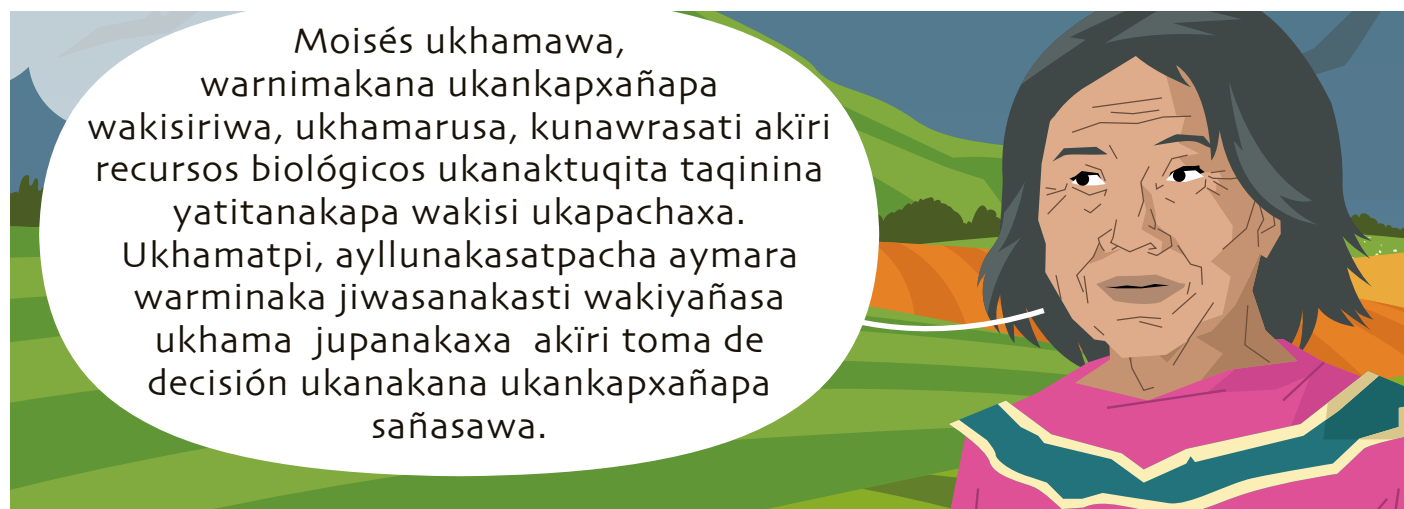 Moisés ukhamawa,
warnimakana ukankapxañapa
wakisiriwa, ukhamarusa, kunawrasati akïri
recursos biológicos ukanaktuqita taqinina
yatitanakapa wakisi ukapachaxa.
Ukhamatpi, ayllunakasatpacha aymara
warminaka jiwasanakasti wakiyañasa
ukhama jupanakaxa akïri toma de
decisión ukanakana ukankapxañapa
sañasawa.